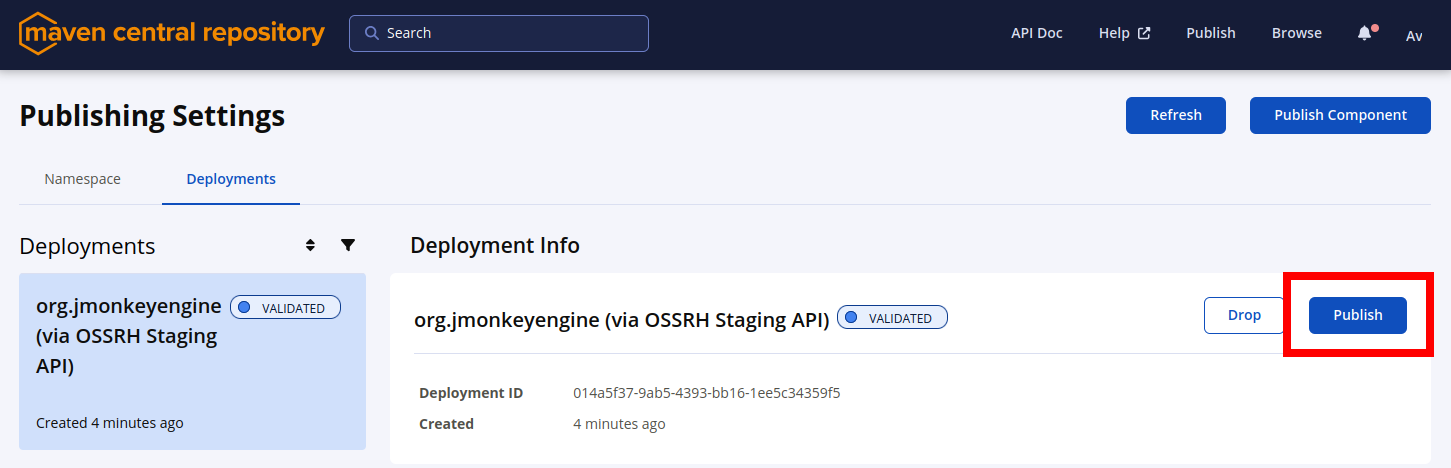 maven central repository
Search
API Doc
Help
Publish
Browse
Av
Publishing Settings
Refresh
Publish Component
Namespace
Deployments
Deployments
Deployment Info
org.jmonkeyengine
VALIDATED
(via OSSRH Staging
API)
Created 4 minutes ago
org.jmonkeyengine (via OSSRH Staging API)
VALIDATED
Drop
Publish
Deployment ID
014a5f37-9ab5-4393-bb16-1ee5c34359f5
Created
4 minutes ago